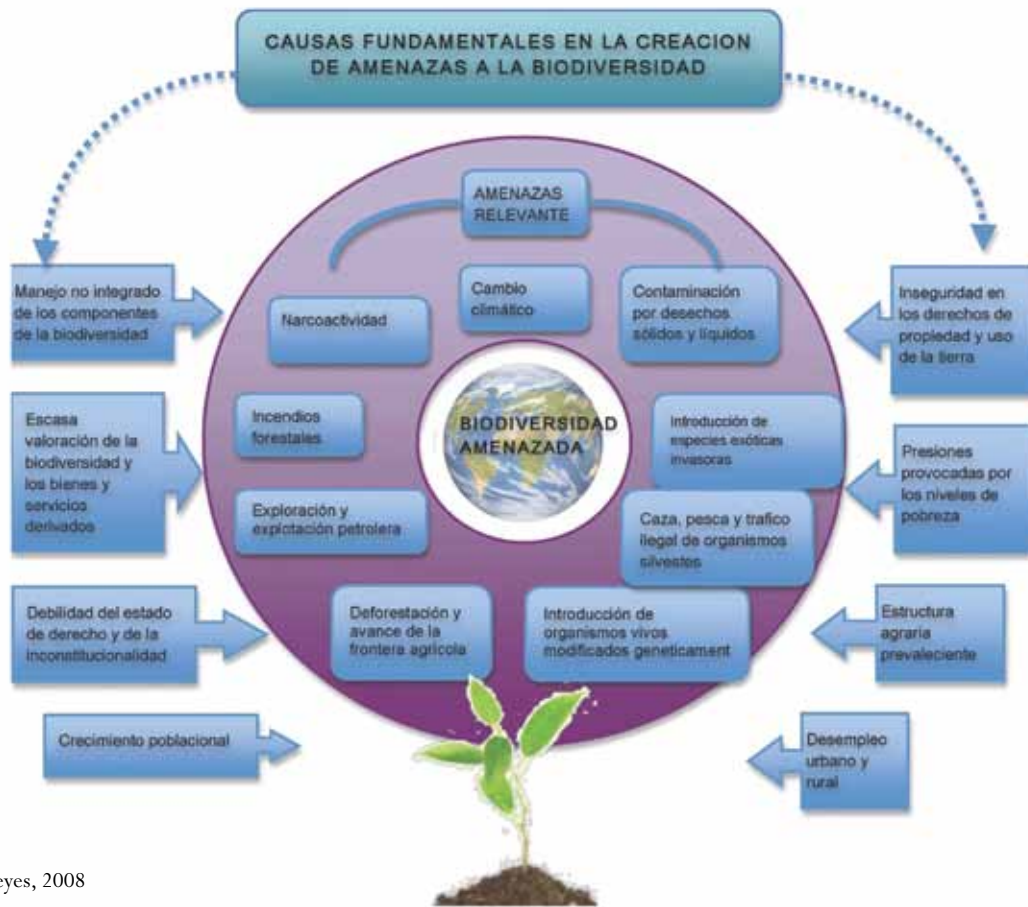 CAUSAS FUNDAMENTALES EN LA CREACION
DE AMENAZAS A LA BIODIVERSIDAD
AMENAZAS
RELEVANTE
Manejo no integrado
de los componentes
de la biodiversidad
Escasa
valoración de la
biodiversidad y
los bienes y
servicios
derivados
Debilidad del estado
de derecho y de la
inconstitucionalidad
Crecimiento poblacional
Narcoactividad
Cambio
climático
Contaminación
por desechos
sólidos y líquidos
Incendios
forestales
BIODIVERSIDAD
AMENAZADA
Introducción de
especies exóticas
invasoras
Exploración y
explotación petrolera
Caza, pesca y trafico
ilegal de organismos
silvestes
Deforestación y
avance de la
frontera agrícola
Introducción de
organismos vivos
modificados geneticament
Inseguridad en
los derechos de
propiedad y uso
de la tierra
Presiones
provocadas por
los niveles de
pobreza
Estructura
agraria
prevaleciente
Desempleo
urbano y
rural
eyes, 2008